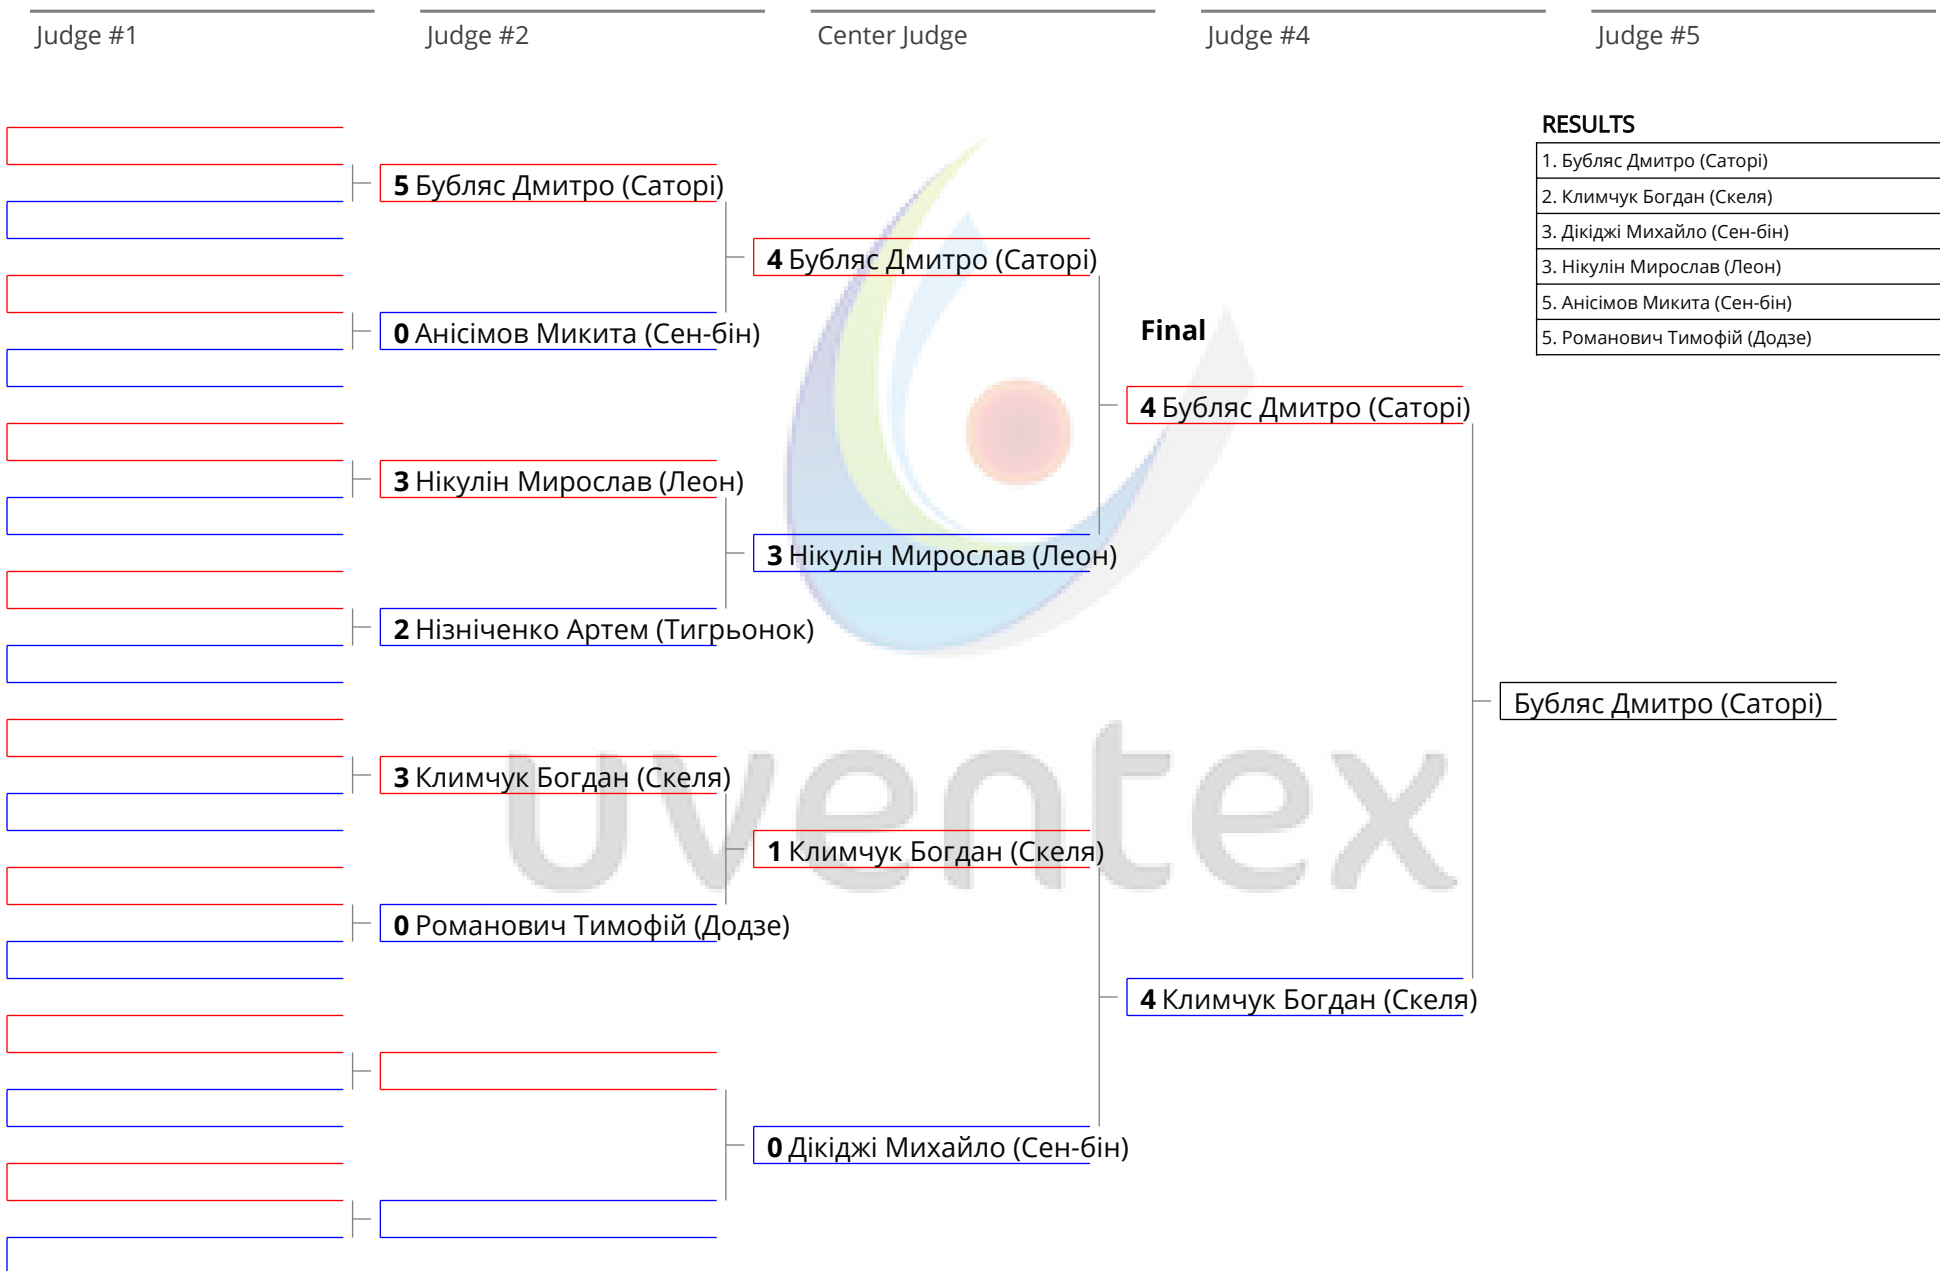 Judge #1 Judge #2 Center Judge Judge #4 Judge #5
RESULTS
1. Бубляс Дмитро (Саторі)
2. Климчук Богдан (Скеля)
3. Дікіджі Михайло (Сен-бін)
3. Нікулін Мирослав (Леон)
5. Анісімов Микита (Сен-бін)
5. Романович Тимофій (Додзе)
5 Бубляс Дмитро (Саторі)
0 Анісімов Микита (Сен-бін)
3 Нікулін Мирослав (Леон)
2 Нізніченко Артем (Тигрьонок)
3 Климчук Богдан (Скеля)
0 Романович Тимофій (Додзе)
4 Бубляс Дмитро (Саторі)
3 Нікулін Мирослав (Леон)
1 Климчук Богдан (Скеля)
0 Дікіджі Михайло (Сен-бін)
Final
4 Бубляс Дмитро (Саторі)
4 Климчук Богдан (Скеля)
Бубляс Дмитро (Саторі)
uventex